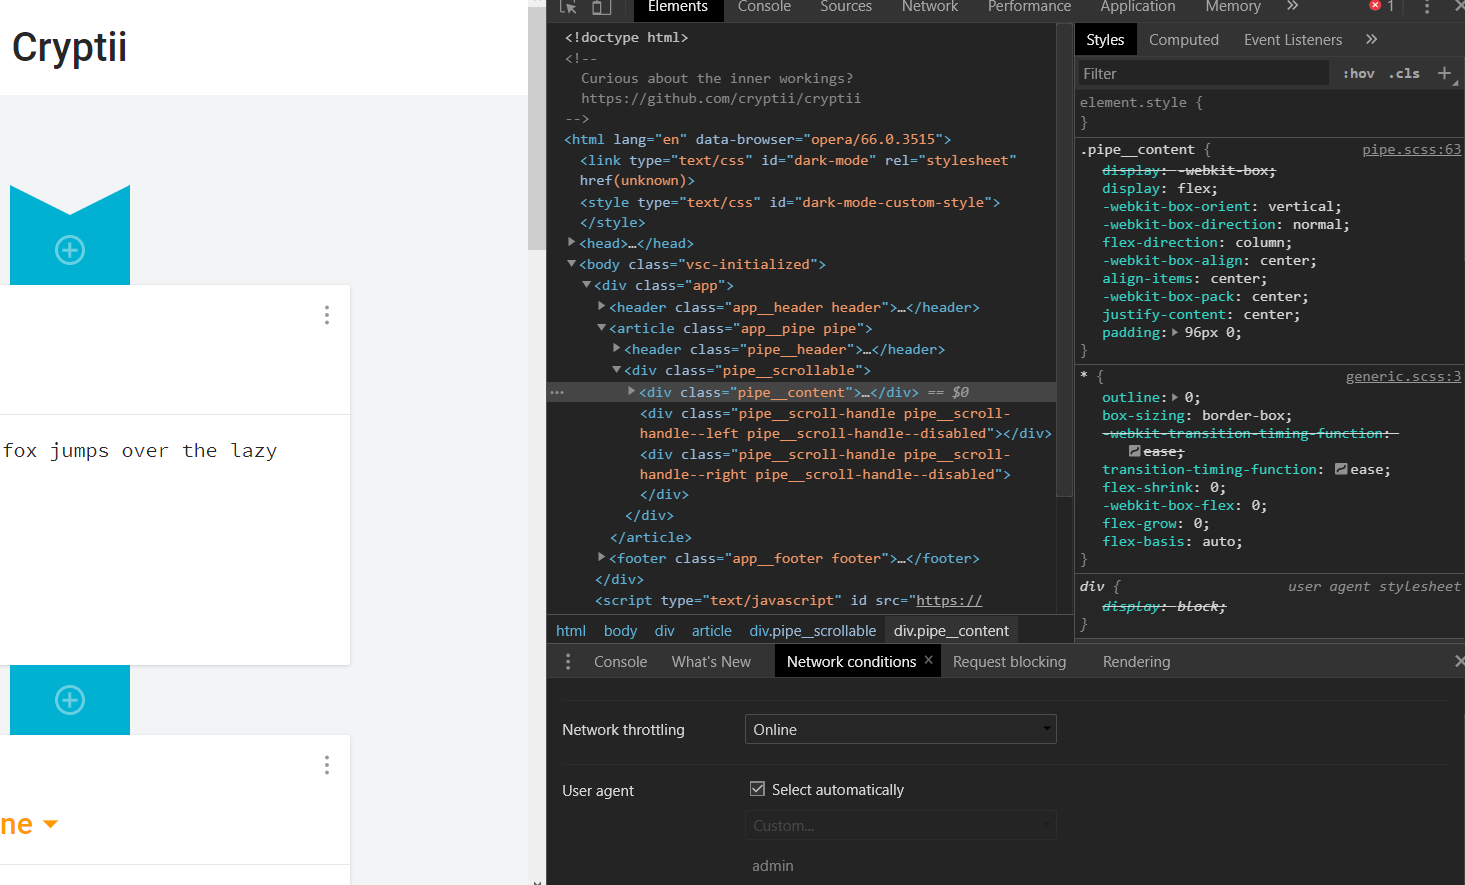 Cryptii
fox jumps over the lazy
ne
Elements Console Sources Network Performance Application Memory » 1
<!doctype html>
<!--
Curious about the inner workings?
https://github.com/cryptii/cryptii
-->
<html lang="en" data-browser="opera/66.0.3515">
<link type="text/css" id="dark-mode" rel="stylesheet"
href(unknown)>
<style type="text/css" id="dark-mode-custom-style">
</style>
<head>…</head>
<body class="vsc-initialized">
<div class="app">
<header class="app__header header">…</header>
<article class="app__pipe pipe">
<header class="pipe__header">…</header>
<div class="pipe__scrollable">
<div class="pipe__content">…</div> == $0
<div class="pipe__scroll-handle pipe__scroll-
handle--left pipe__scroll-handle--disabled"></div>
<div class="pipe__scroll-handle pipe__scroll-
handle--right pipe__scroll-handle--disabled">
</div>
</div>
</article>
<footer class="app__footer footer">…</footer>
</div>
<script type="text/javascript" id src="https://
html body div article div.pipe__scrollable div.pipe__content
Styles Computed Event Listeners »
Filter :hov .cls +
element.style {
}
.pipe__content { pipe.scss:63
display: -webkit-box;
display: flex;
-webkit-box-orient: vertical;
-webkit-box-direction: normal;
flex-direction: column;
-webkit-box-align: center;
align-items: center;
-webkit-box-pack: center;
justify-content: center;
padding: 96px 0;
}
* { generic.scss:3
outline: 0;
box-sizing: border-box;
-webkit-transition-timing-function:
ease;
transition-timing-function: ease;
flex-shrink: 0;
-webkit-box-flex: 0;
flex-grow: 0;
flex-basis: auto;
}
div { user agent stylesheet
display: block;
}
Console What's New Network conditions × Request blocking Rendering
Network throttling Online
User agent Select automatically
Custom...
admin